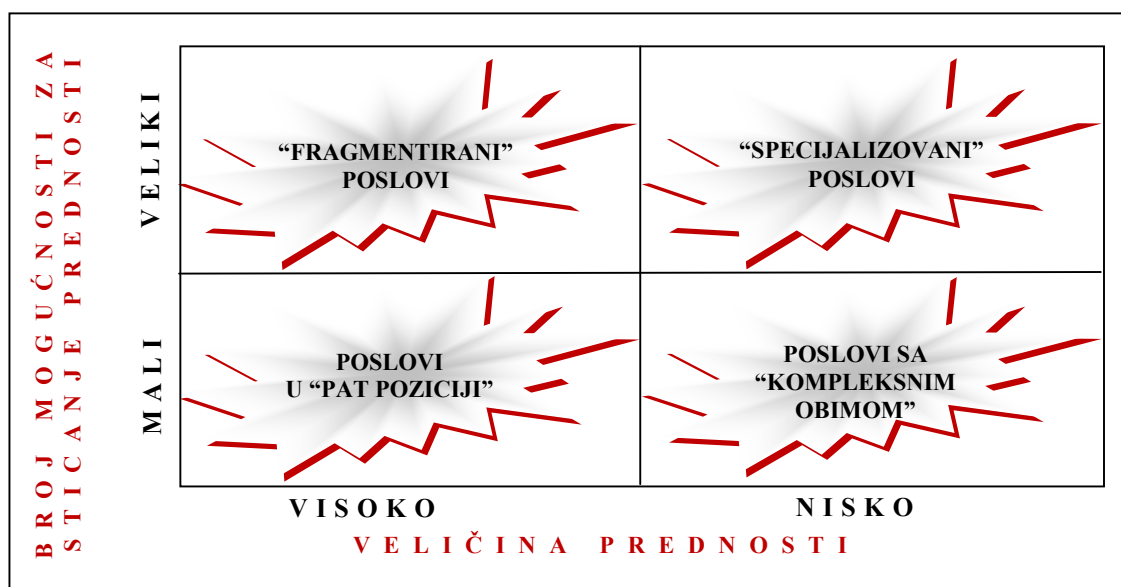 BROJ MOGUĆNOSTI ZA
STICANJE PREDNOSTI
VELIKI
“FRAGMENTIRANI”
POSLOVI
“SPECIJALIZOVANI”
POSLOVI
MALI
POSLOVI
U “PAT POZICIJI”
POSLOVI SA
“KOMPLEKSNIM
OBIMOM”
VISOKO
NISKO
VELIČINA PREDNOSTI